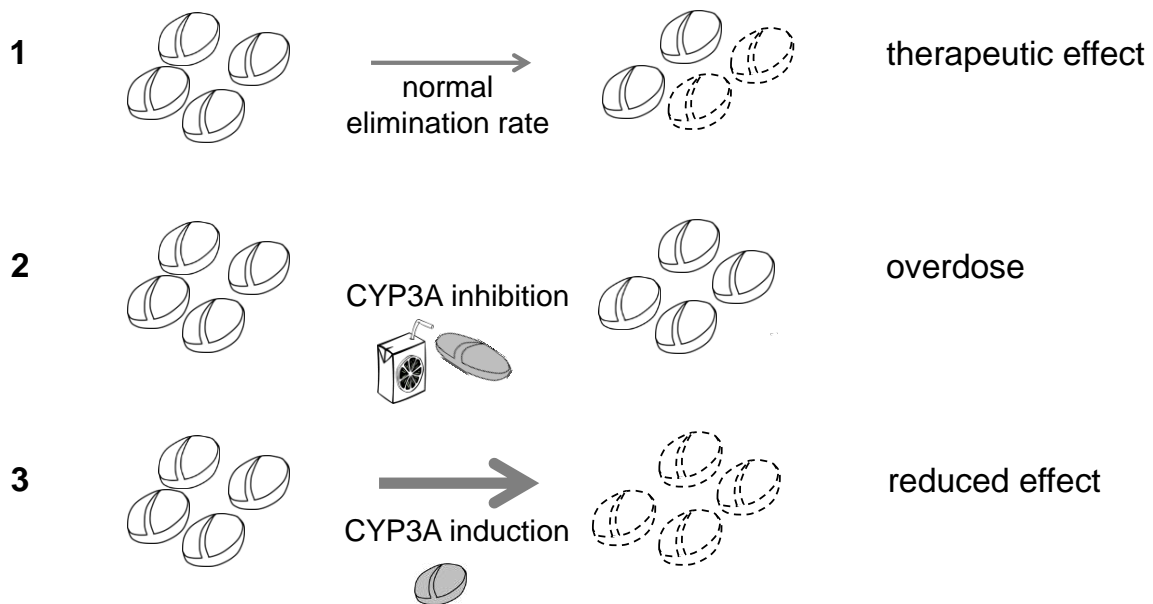 1
normal
elimination rate
therapeutic effect
2
CYP3A inhibition
overdose
3
CYP3A induction
reduced effect